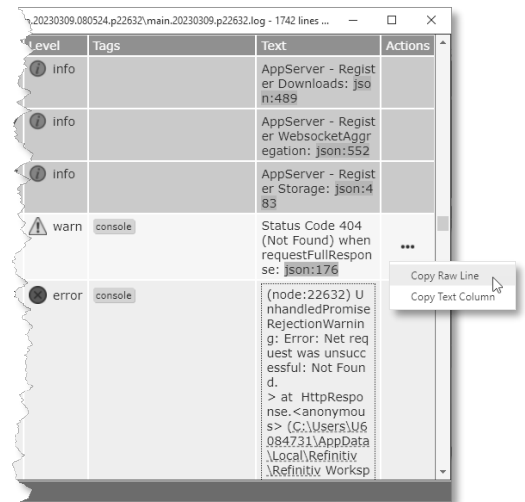 .20230309.080524.p22632\main.20230309.p22632.log - 1742 lines ...
Level Tags Text Actions
info AppServer - Regist
er Downloads: jso
n:489
info AppServer - Regist
er WebsocketAggr
egation: json:552
info AppServer - Regist
er Storage: json:4
83
warn console Status Code 404
(Not Found) when
requestFullRespon
se: json:176
•••
Copy Raw Line
Copy Text Column
error console (node:22632) U
nhandledPromise
RejectionWarnin
g: Error: Net req
uest was unsucc
essful: Not Foun
d.
> at HttpRespo
nse.<anonymou
s> (C:\Users\U6
084731\AppData
\Local\Refinitiv
\Refinitiv Worksp